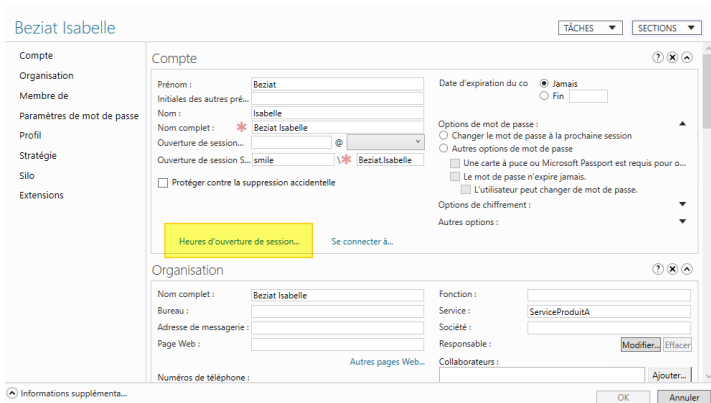 Beziat Isabelle
TÂCHES
SECTIONS
Compte
Organisation
Membre de
Paramètres de mot de passe
Profil
Stratégie
Silo
Extensions
Compte
Prénom : Beziat
Initiales des autres pré...
Nom : Isabelle
Nom complet : * Beziat Isabelle
Ouverture de session... @
Ouverture de session S... smile \* Beziat.Isabelle
Protéger contre la suppression accidentelle
Heures d'ouverture de session...
Se connecter à...
Date d'expiration du co
Jamais
Fin
Options de mot de passe :
Changer le mot de passe à la prochaine session
Autres options de mot de passe
Une carte à puce ou Microsoft Passport est requis pour o...
Le mot de passe n'expire jamais.
L'utilisateur peut changer de mot de passe.
Options de chiffrement :
Autres options :
Organisation
Nom complet : Beziat Isabelle
Bureau :
Adresse de messagerie :
Page Web :
Autres pages Web...
Numéros de téléphone :
Fonction :
Service : ServiceProduitA
Société :
Responsable : Modifier... Effacer
Collaborateurs :
Ajouter...
Informations supplémenta...
OK
Annuler